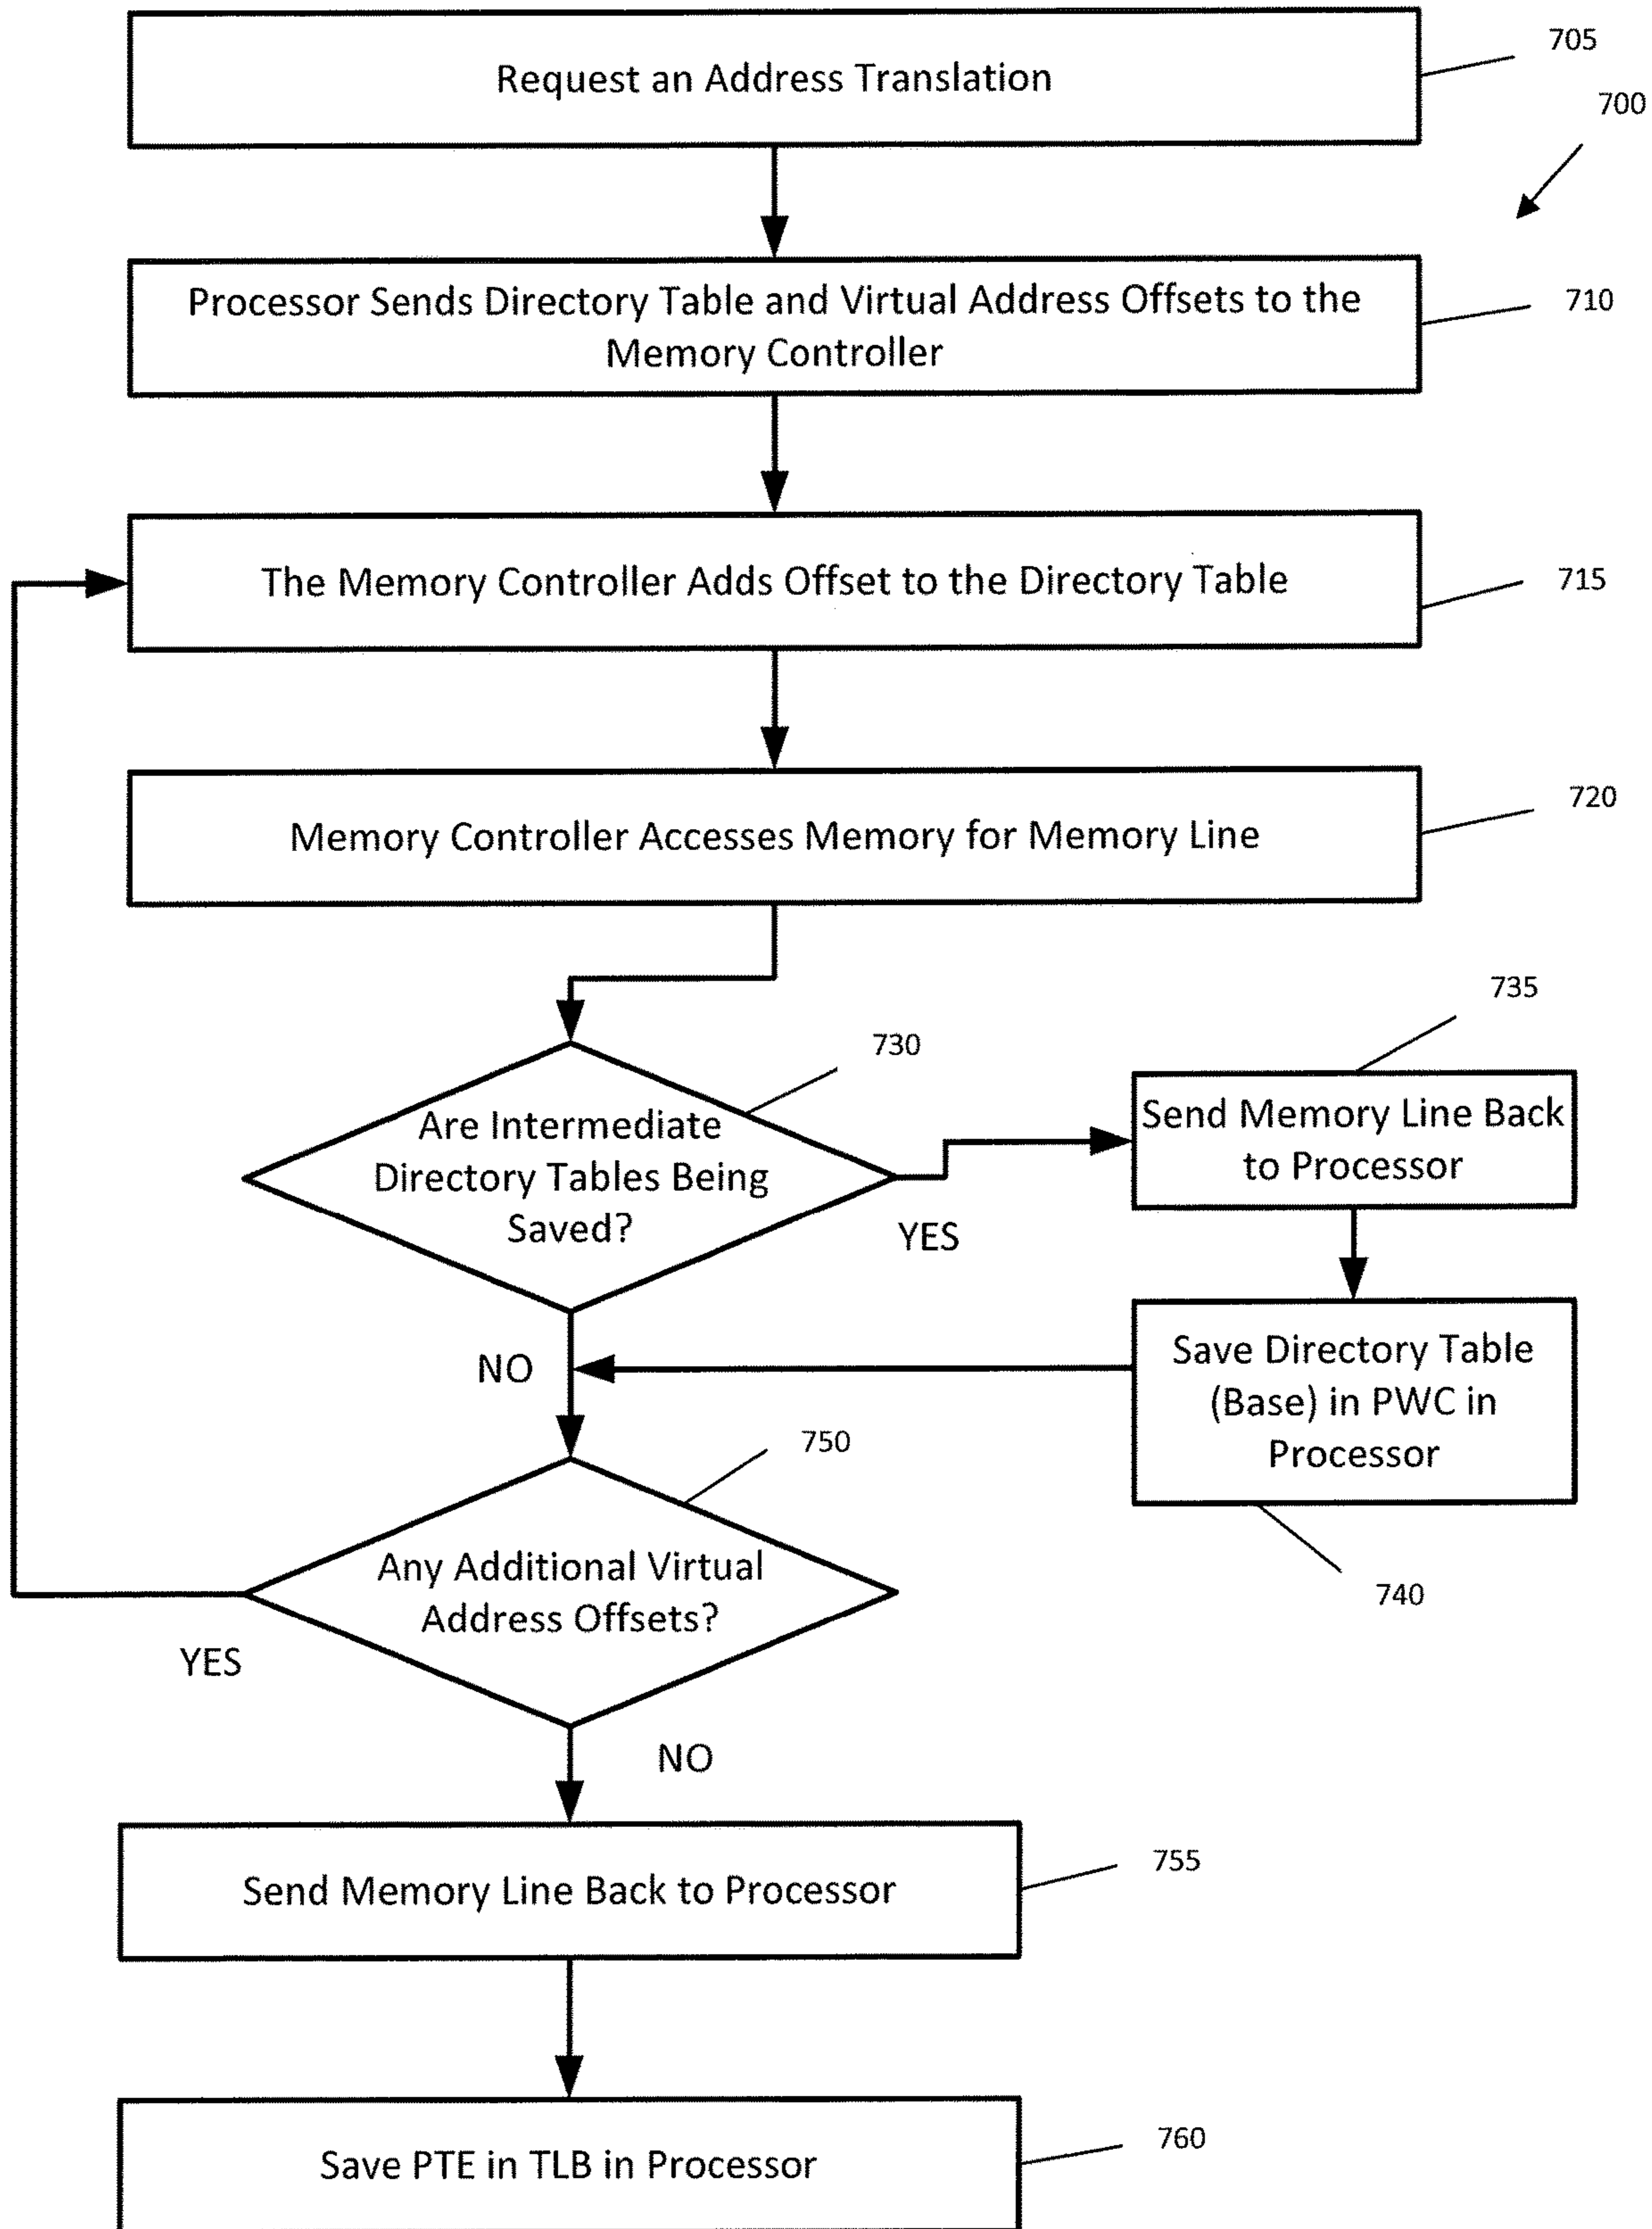 Request an Address Translation
705
700
Processor Sends Directory Table and Virtual Address Offsets to the
Memory Controller
710
The Memory Controller Adds Offset to the Directory Table
715
Memory Controller Accesses Memory for Memory Line
720
730
735
Are Intermediate
Directory Tables Being
Saved?
YES
Send Memory Line Back
to Processor
NO
Save Directory Table
(Base) in PWC in
Processor
740
750
Any Additional Virtual
Address Offsets?
YES
NO
Send Memory Line Back to Processor
755
Save PTE in TLB in Processor
760